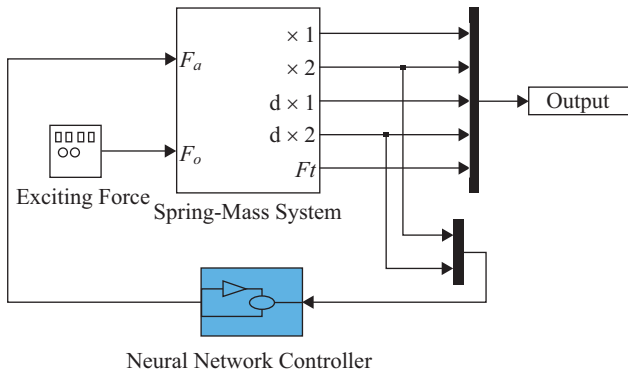 × 1
F_a
× 2
d × 1
Output
d × 2
F_o
Ft
Exciting Force
Spring-Mass System
Neural Network Controller